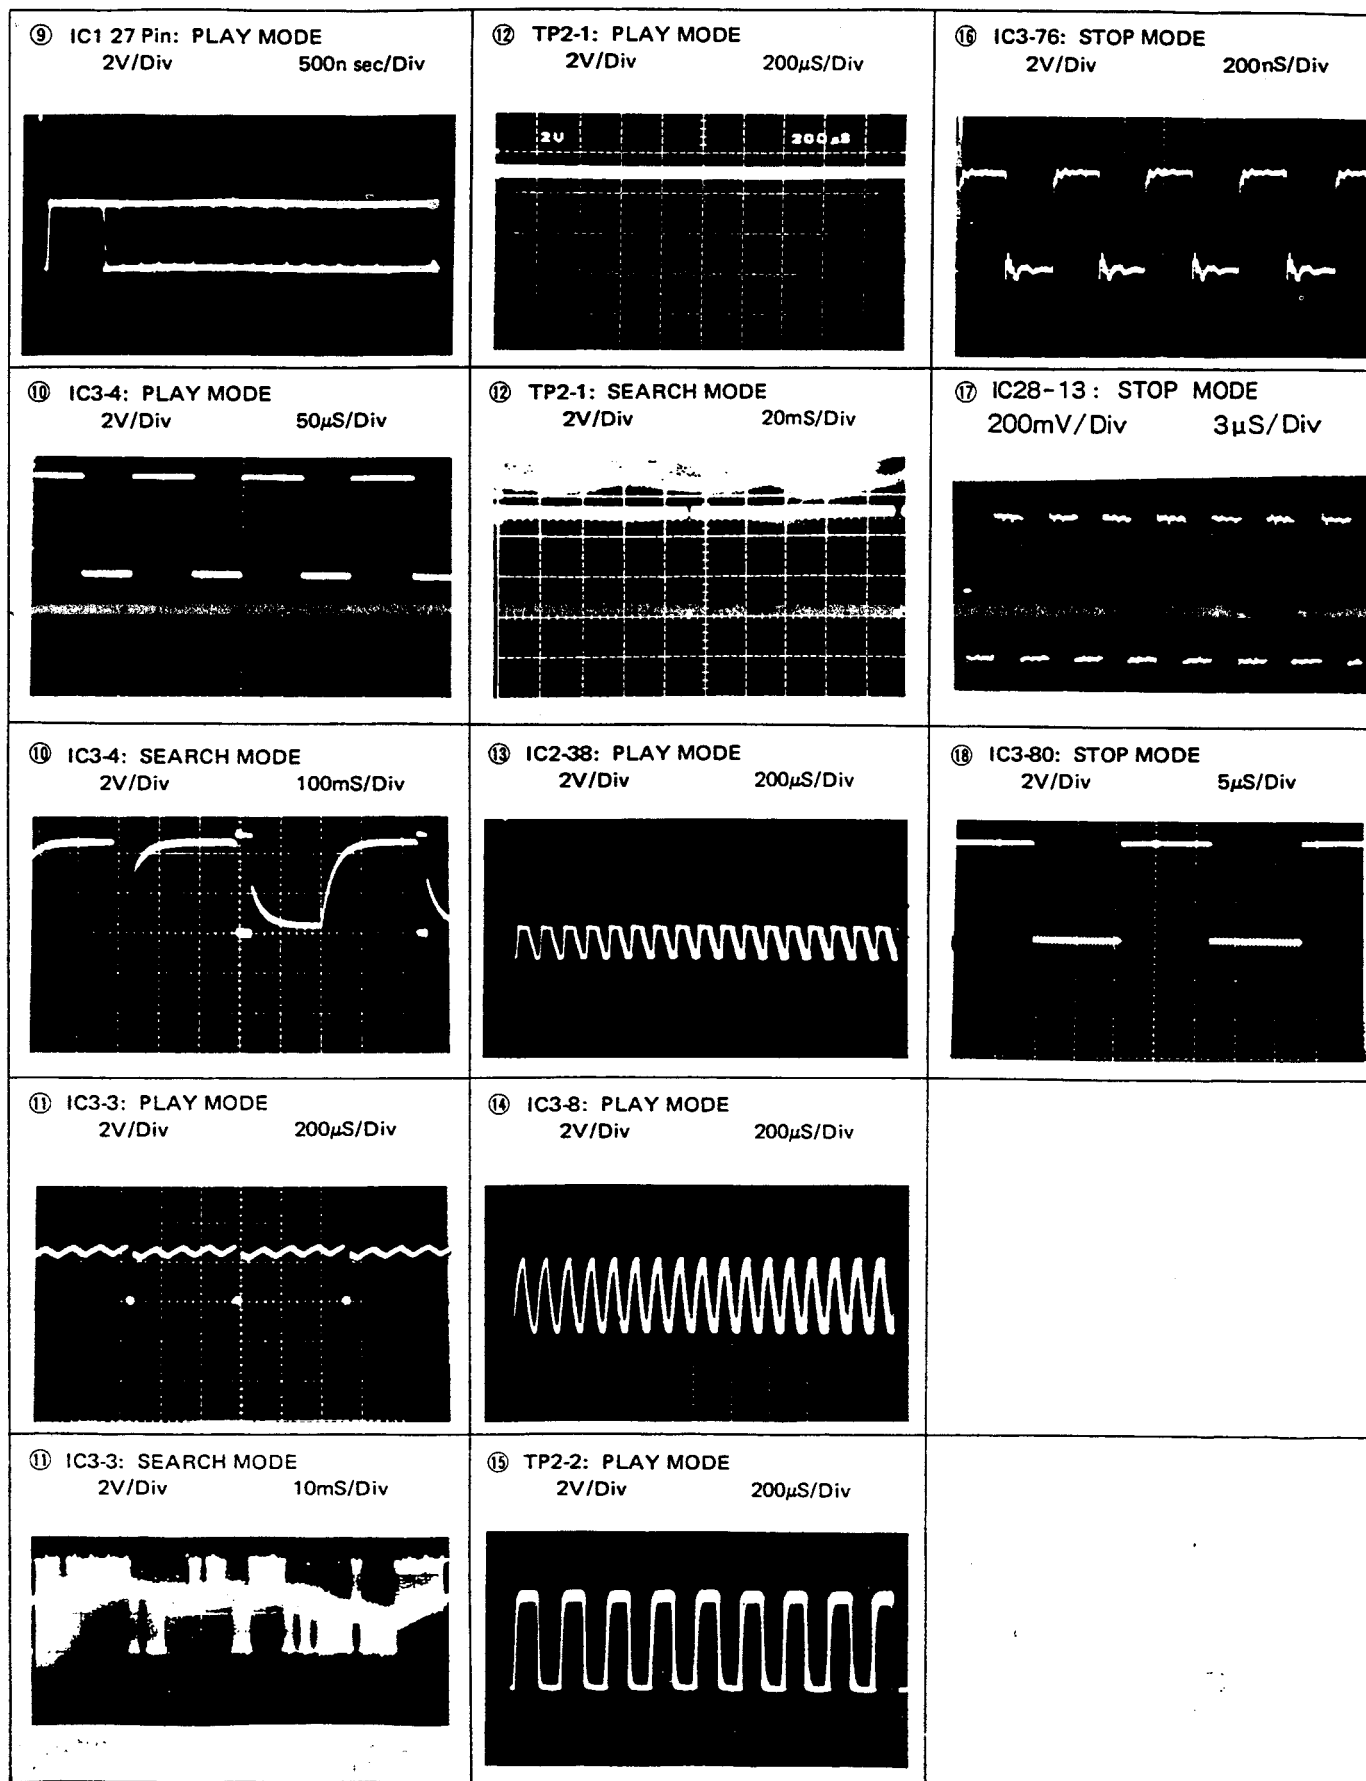 ⑨ IC1 27 Pin: PLAY MODE
2V/Div 500n sec/Div
⑩ IC3-4: PLAY MODE
2V/Div 50μS/Div
⑩ IC3-4: SEARCH MODE
2V/Div 100mS/Div
⑪ IC3-3: PLAY MODE
2V/Div 200μS/Div
⑪ IC3-3: SEARCH MODE
2V/Div 10mS/Div
⑫ TP2-1: PLAY MODE
2V/Div 200μS/Div
2V 200μS
⑫ TP2-1: SEARCH MODE
2V/Div 20mS/Div
⑬ IC2-38: PLAY MODE
2V/Div 200μS/Div
⑭ IC3-8: PLAY MODE
2V/Div 200μS/Div
⑮ TP2-2: PLAY MODE
2V/Div 200μS/Div
⑯ IC3-76: STOP MODE
2V/Div 200nS/Div
⑰ IC28-13: STOP MODE
200mV/Div 3μS/Div
⑱ IC3-80: STOP MODE
2V/Div 5μS/Div